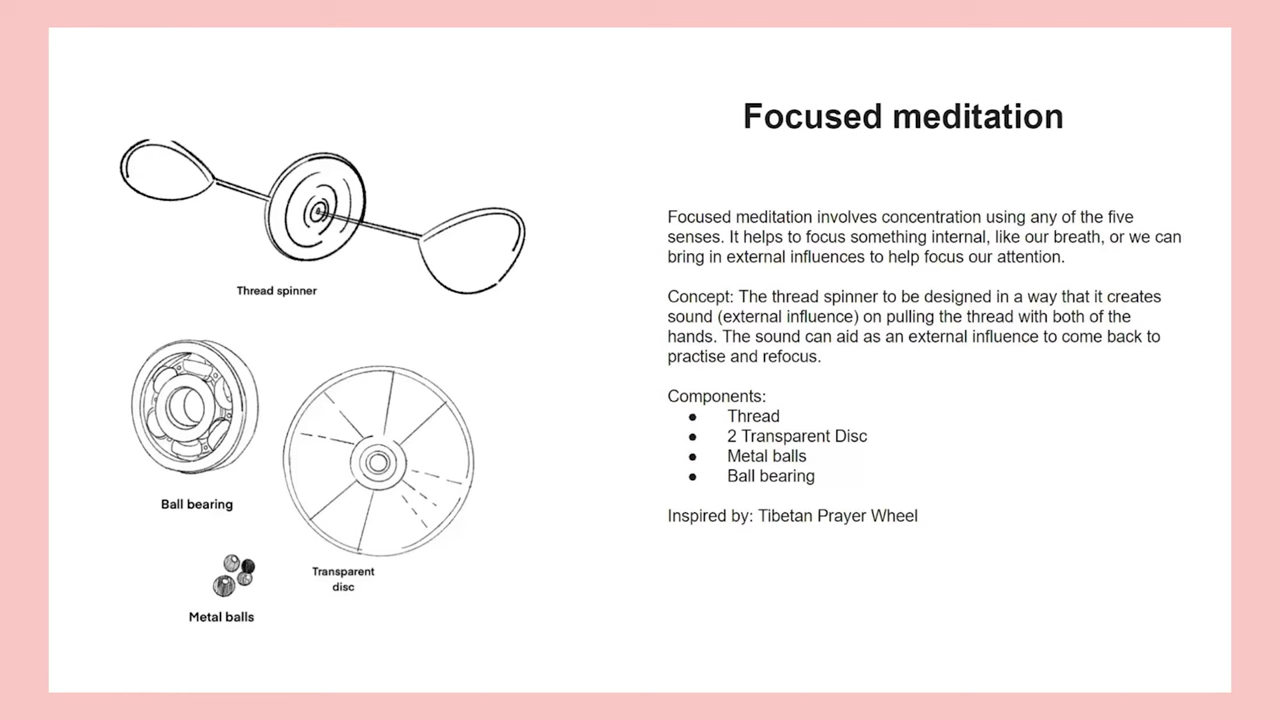 Focused meditation
Focused meditation involves concentration using any of the five
senses. It helps to focus something internal, like our breath, or we can
bring in external influences to help focus our attention.
Concept: The thread spinner to be designed in a way that it creates
sound (external influence) on pulling the thread with both of the
hands. The sound can aid as an external influence to come back to
practise and refocus.
Components:
● Thread
● 2 Transparent Disc
● Metal balls
● Ball bearing
Inspired by: Tibetan Prayer Wheel
Thread spinner
Ball bearing
Transparent
disc
Metal balls